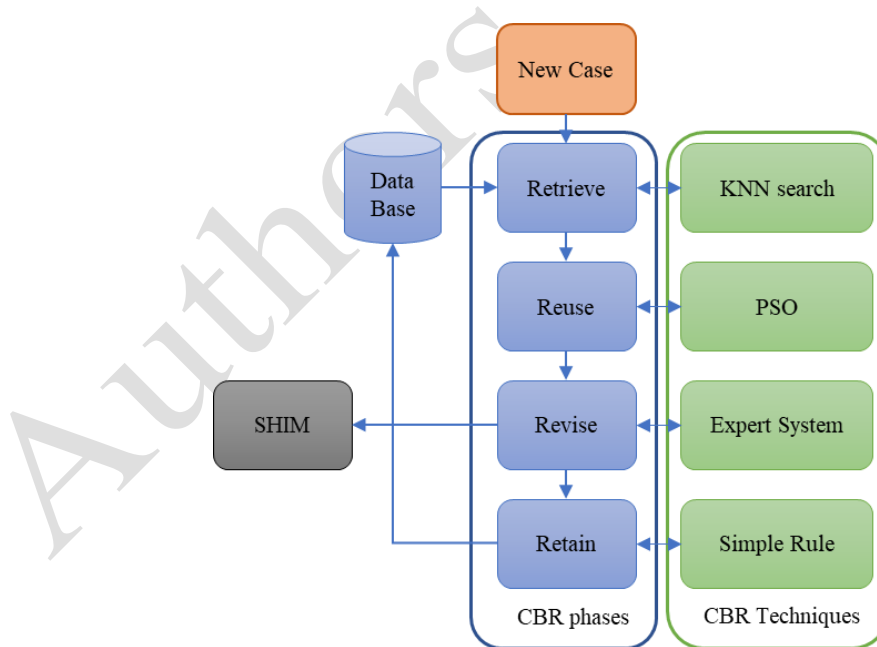 New Case
Data
Base
Retrieve
KNN search
Reuse
PSO
SHIM
Revise
Expert System
Retain
Simple Rule
CBR phases
CBR Techniques
Authors